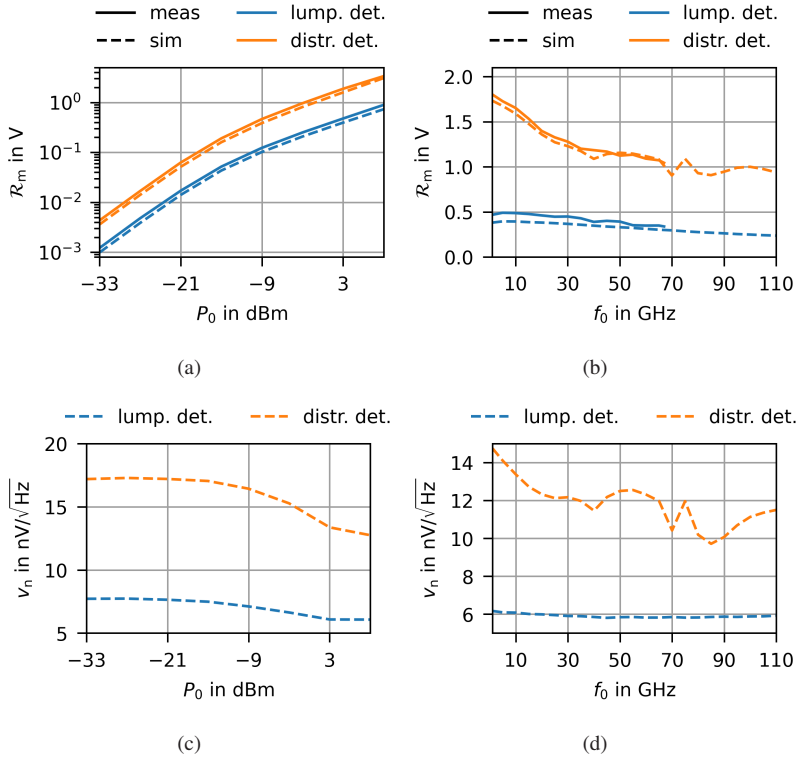 meas
lump. det.
sim
distr. det.
10⁰
10⁻¹
10⁻²
10⁻³
ℛm in V
−33
−21
−9
3
P₀ in dBm
(a)
meas
lump. det.
sim
distr. det.
2.0
1.5
1.0
0.5
0.0
ℛm in V
10
30
50
70
90
110
f₀ in GHz
(b)
lump. det.
distr. det.
20
15
10
5
vn in nV/√Hz
−33
−21
−9
3
P₀ in dBm
(c)
lump. det.
distr. det.
14
12
10
8
6
vn in nV/√Hz
10
30
50
70
90
110
f₀ in GHz
(d)